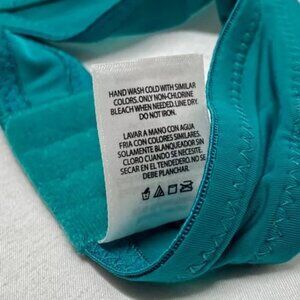 HAND WASH COLD WITH SIMILAR
COLORS. ONLY NON-CHLORINE
BLEACH WHEN NEEDED. LINE DRY.
DO NOT IRON.
LAVAR A MANO CON AGUA
FRIA CON COLORES SIMILARES.
SOLAMENTE BLANQUEADOR SIN
CLORO CUANDO SE NECESITE.
SECAR EN EL TENDEDERO. NO SE
DEBE PLANCHAR.